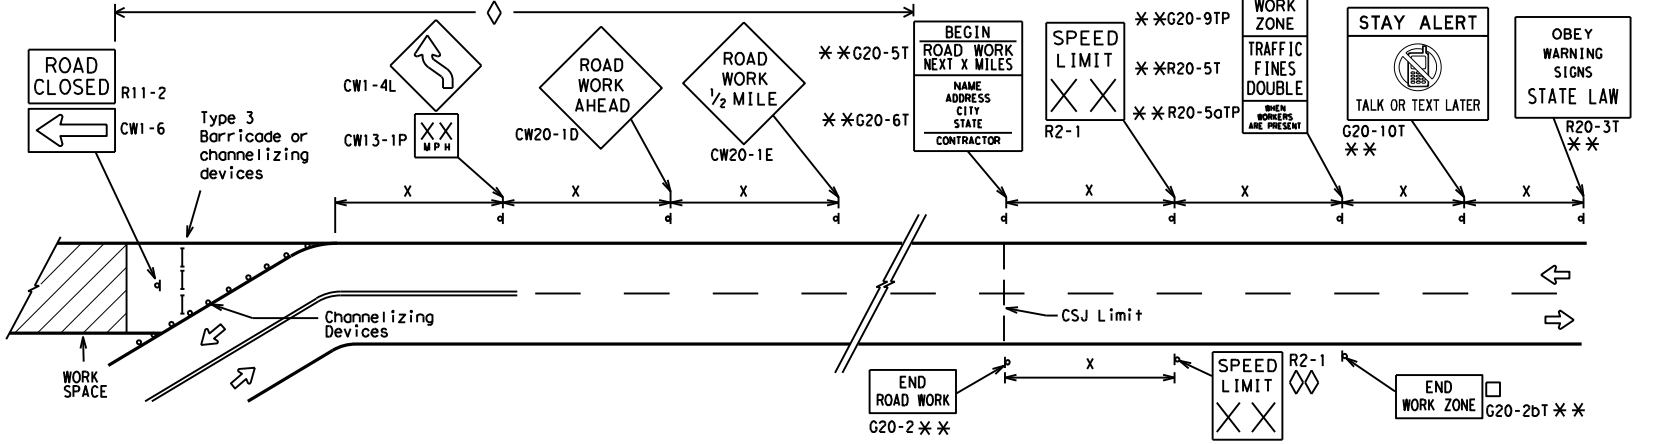 ROAD
CLOSED
R11-2
CW1-6
Type 3
Barricade or
channelizing
devices
CW1-4L
XX
MPH
CW13-1P
ROAD
WORK
AHEAD
CW20-1D
ROAD
WORK
1/2 MILE
CW20-1E
**G20-5T
**G20-6T
BEGIN
ROAD WORK
NEXT X MILES
NAME
ADDRESS
CITY
STATE
CONTRACTOR
SPEED
LIMIT
XX
R2-1
**G20-9TP
**R20-5T
**R20-5aTP
WORK
ZONE
TRAFFIC
FINES
DOUBLE
WHEN
WORKERS
ARE PRESENT
STAY ALERT
TALK OR TEXT LATER
G20-10T
**
OBEY
WARNING
SIGNS
STATE LAW
R20-3T
**
X
X
X
X
X
X
X
Channelizing
Devices
WORK
SPACE
CSJ Limit
X
END
ROAD WORK
G20-2**
SPEED
LIMIT
XX
R2-1
END
WORK ZONE
G20-2bT**